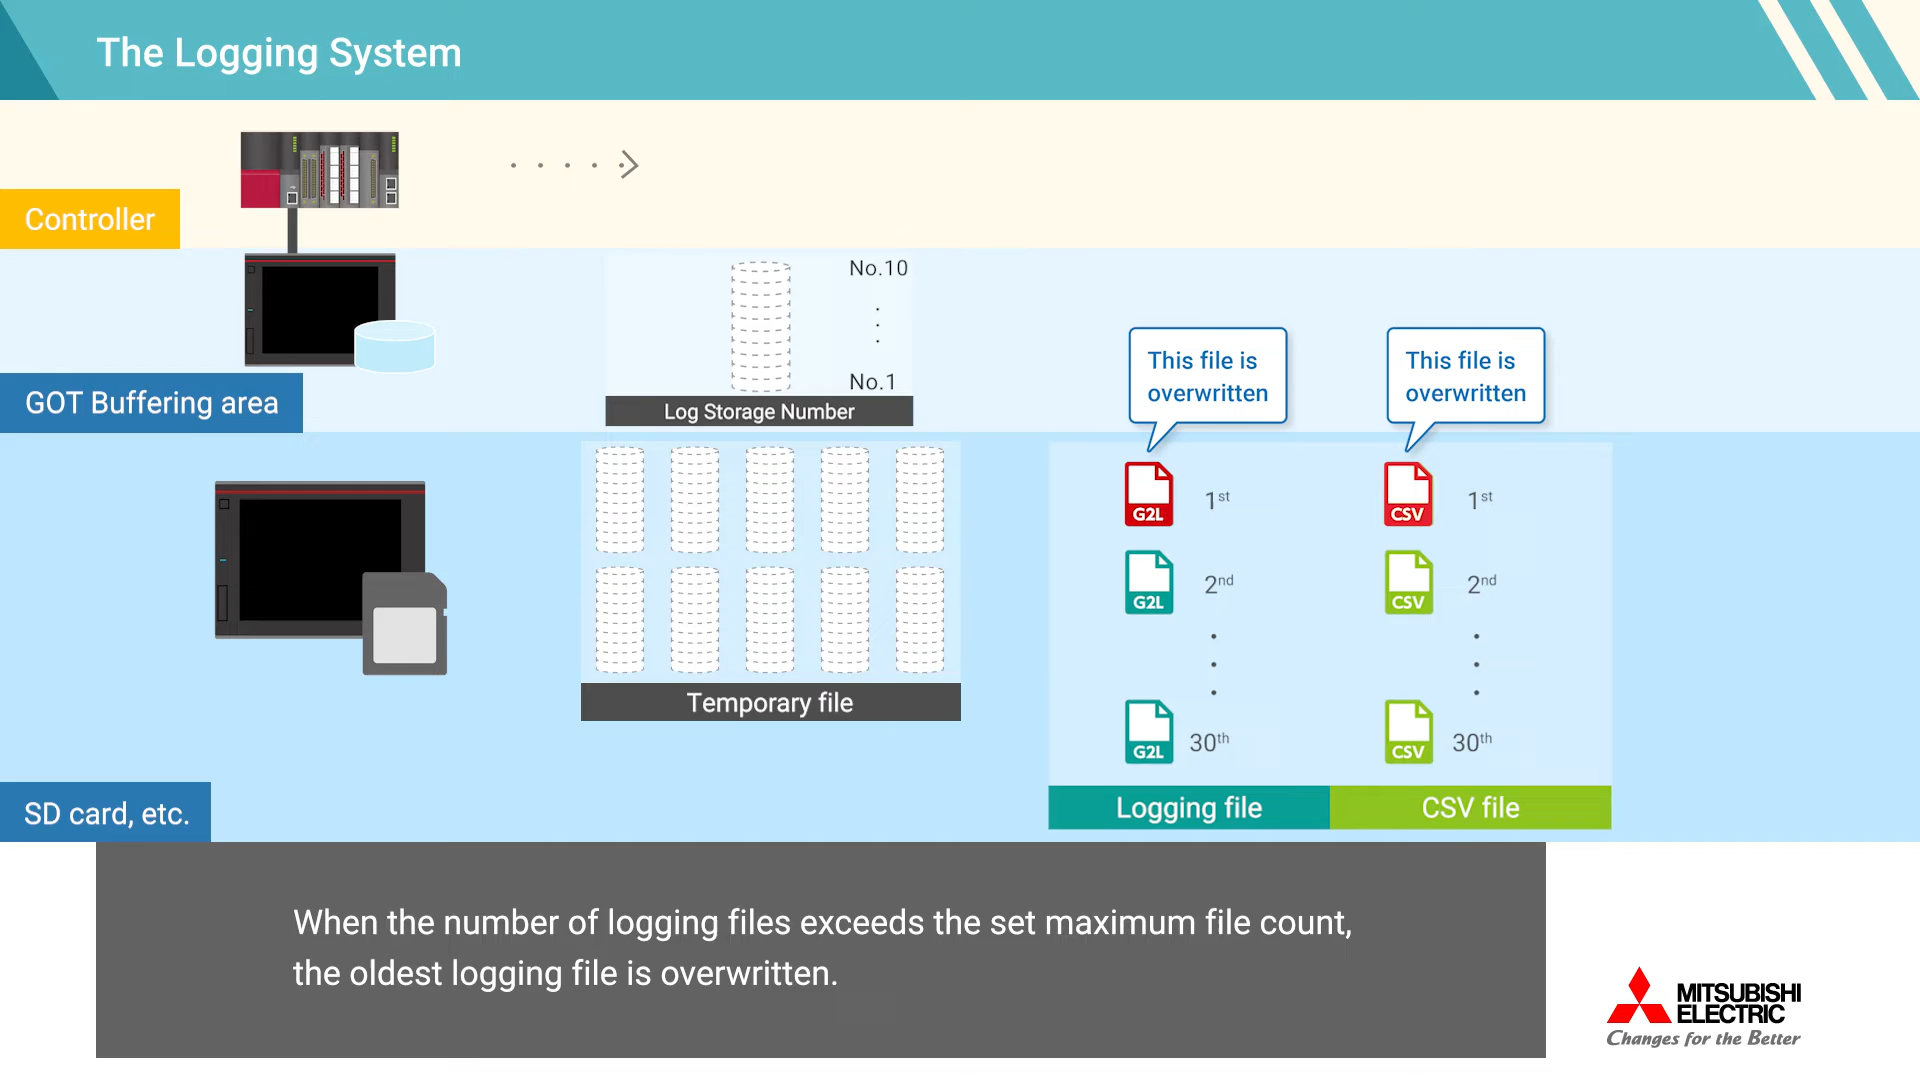 The Logging System
Controller
GOT Buffering area
No.10
No.1
Log Storage Number
This file is
overwritten
This file is
overwritten
G2L 1st
CSV 1st
G2L 2nd
CSV 2nd
G2L 30th
CSV 30th
Temporary file
Logging file
CSV file
SD card, etc.
When the number of logging files exceeds the set maximum file count,
the oldest logging file is overwritten.
MITSUBISHI
ELECTRIC
Changes for the Better